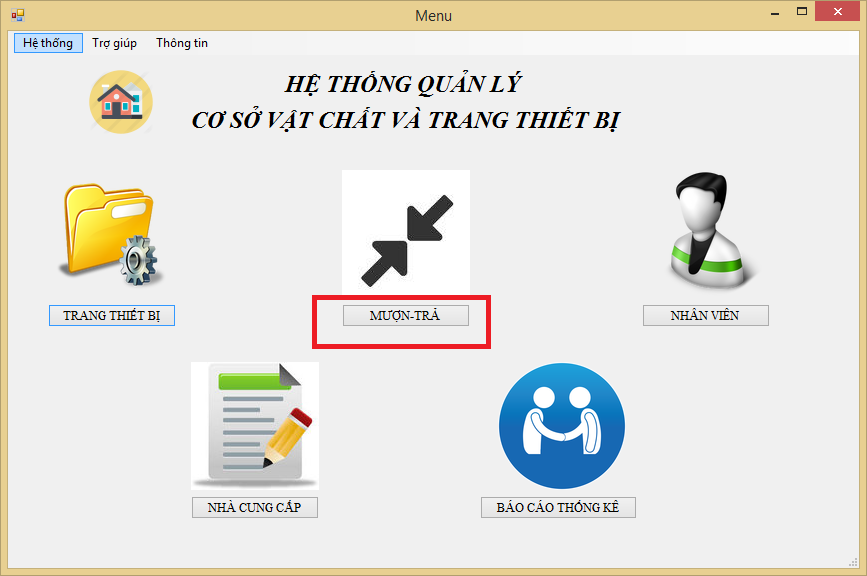 Menu
Hệ thống Trợ giúp Thông tin
HỆ THỐNG QUẢN LÝ
CƠ SỞ VẬT CHẤT VÀ TRANG THIẾT BỊ
TRANG THIẾT BỊ
MƯỢN-TRẢ
NHÂN VIÊN
NHÀ CUNG CẤP
BÁO CÁO THỐNG KÊ